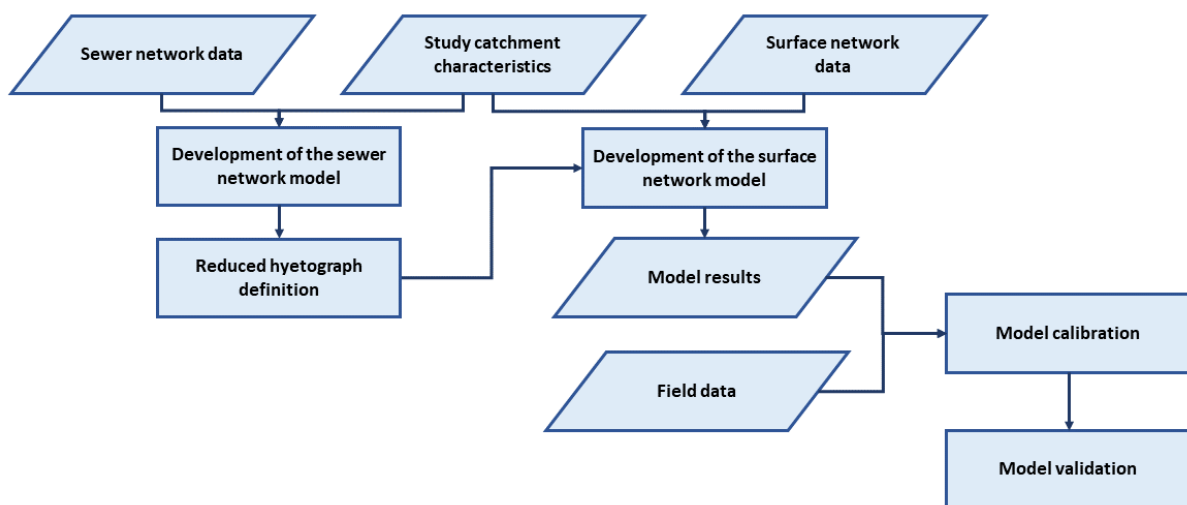 Sewer network data
Study catchment
characteristics
Surface network
data
Development of the sewer
network model
Development of the surface
network model
Reduced hyetograph
definition
Model results
Model calibration
Field data
Model validation